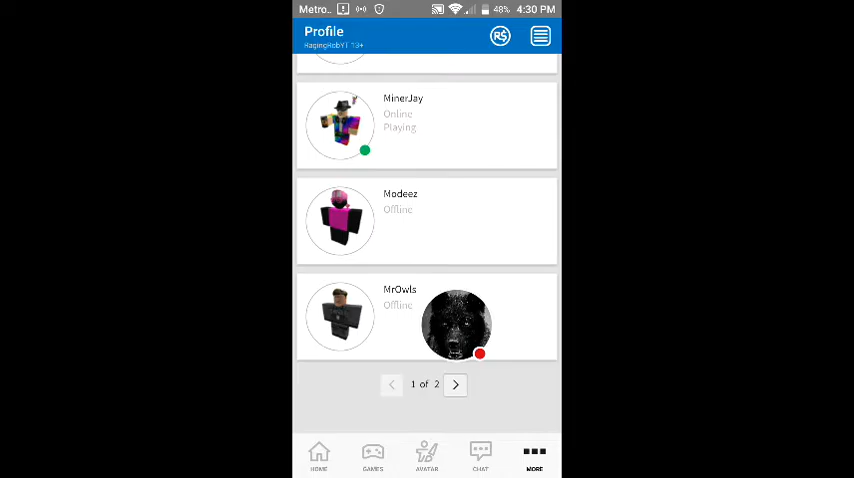 Metro.. 48% 4:30 PM
Profile
RagingRobYT 13+
R$
MinerJay
Online
Playing
Modeez
Offline
MrOwls
Offline
1 of 2
HOME GAMES AVATAR CHAT MORE